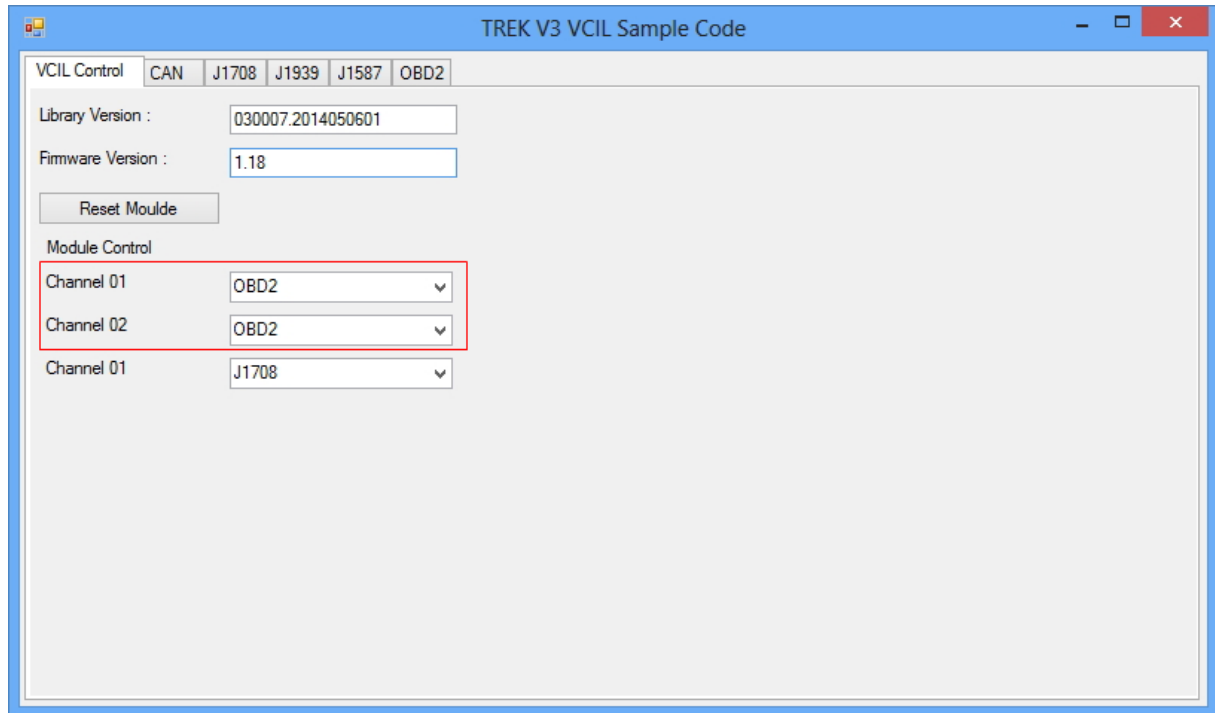 TREK V3 VCIL Sample Code
VCIL Control CAN J1708 J1939 J1587 OBD2
Library Version : 030007.2014050601
Firmware Version : 1.18
Reset Moulde
Module Control
Channel 01 OBD2
Channel 02 OBD2
Channel 01 J1708